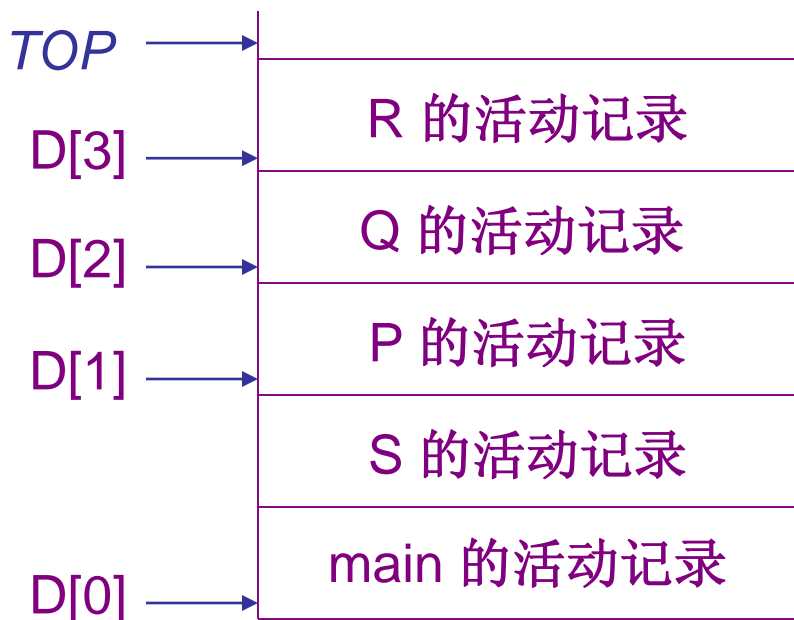 TOP
R 的活动记录
D[3]
Q 的活动记录
D[2]
P 的活动记录
D[1]
S 的活动记录
main 的活动记录
D[0]